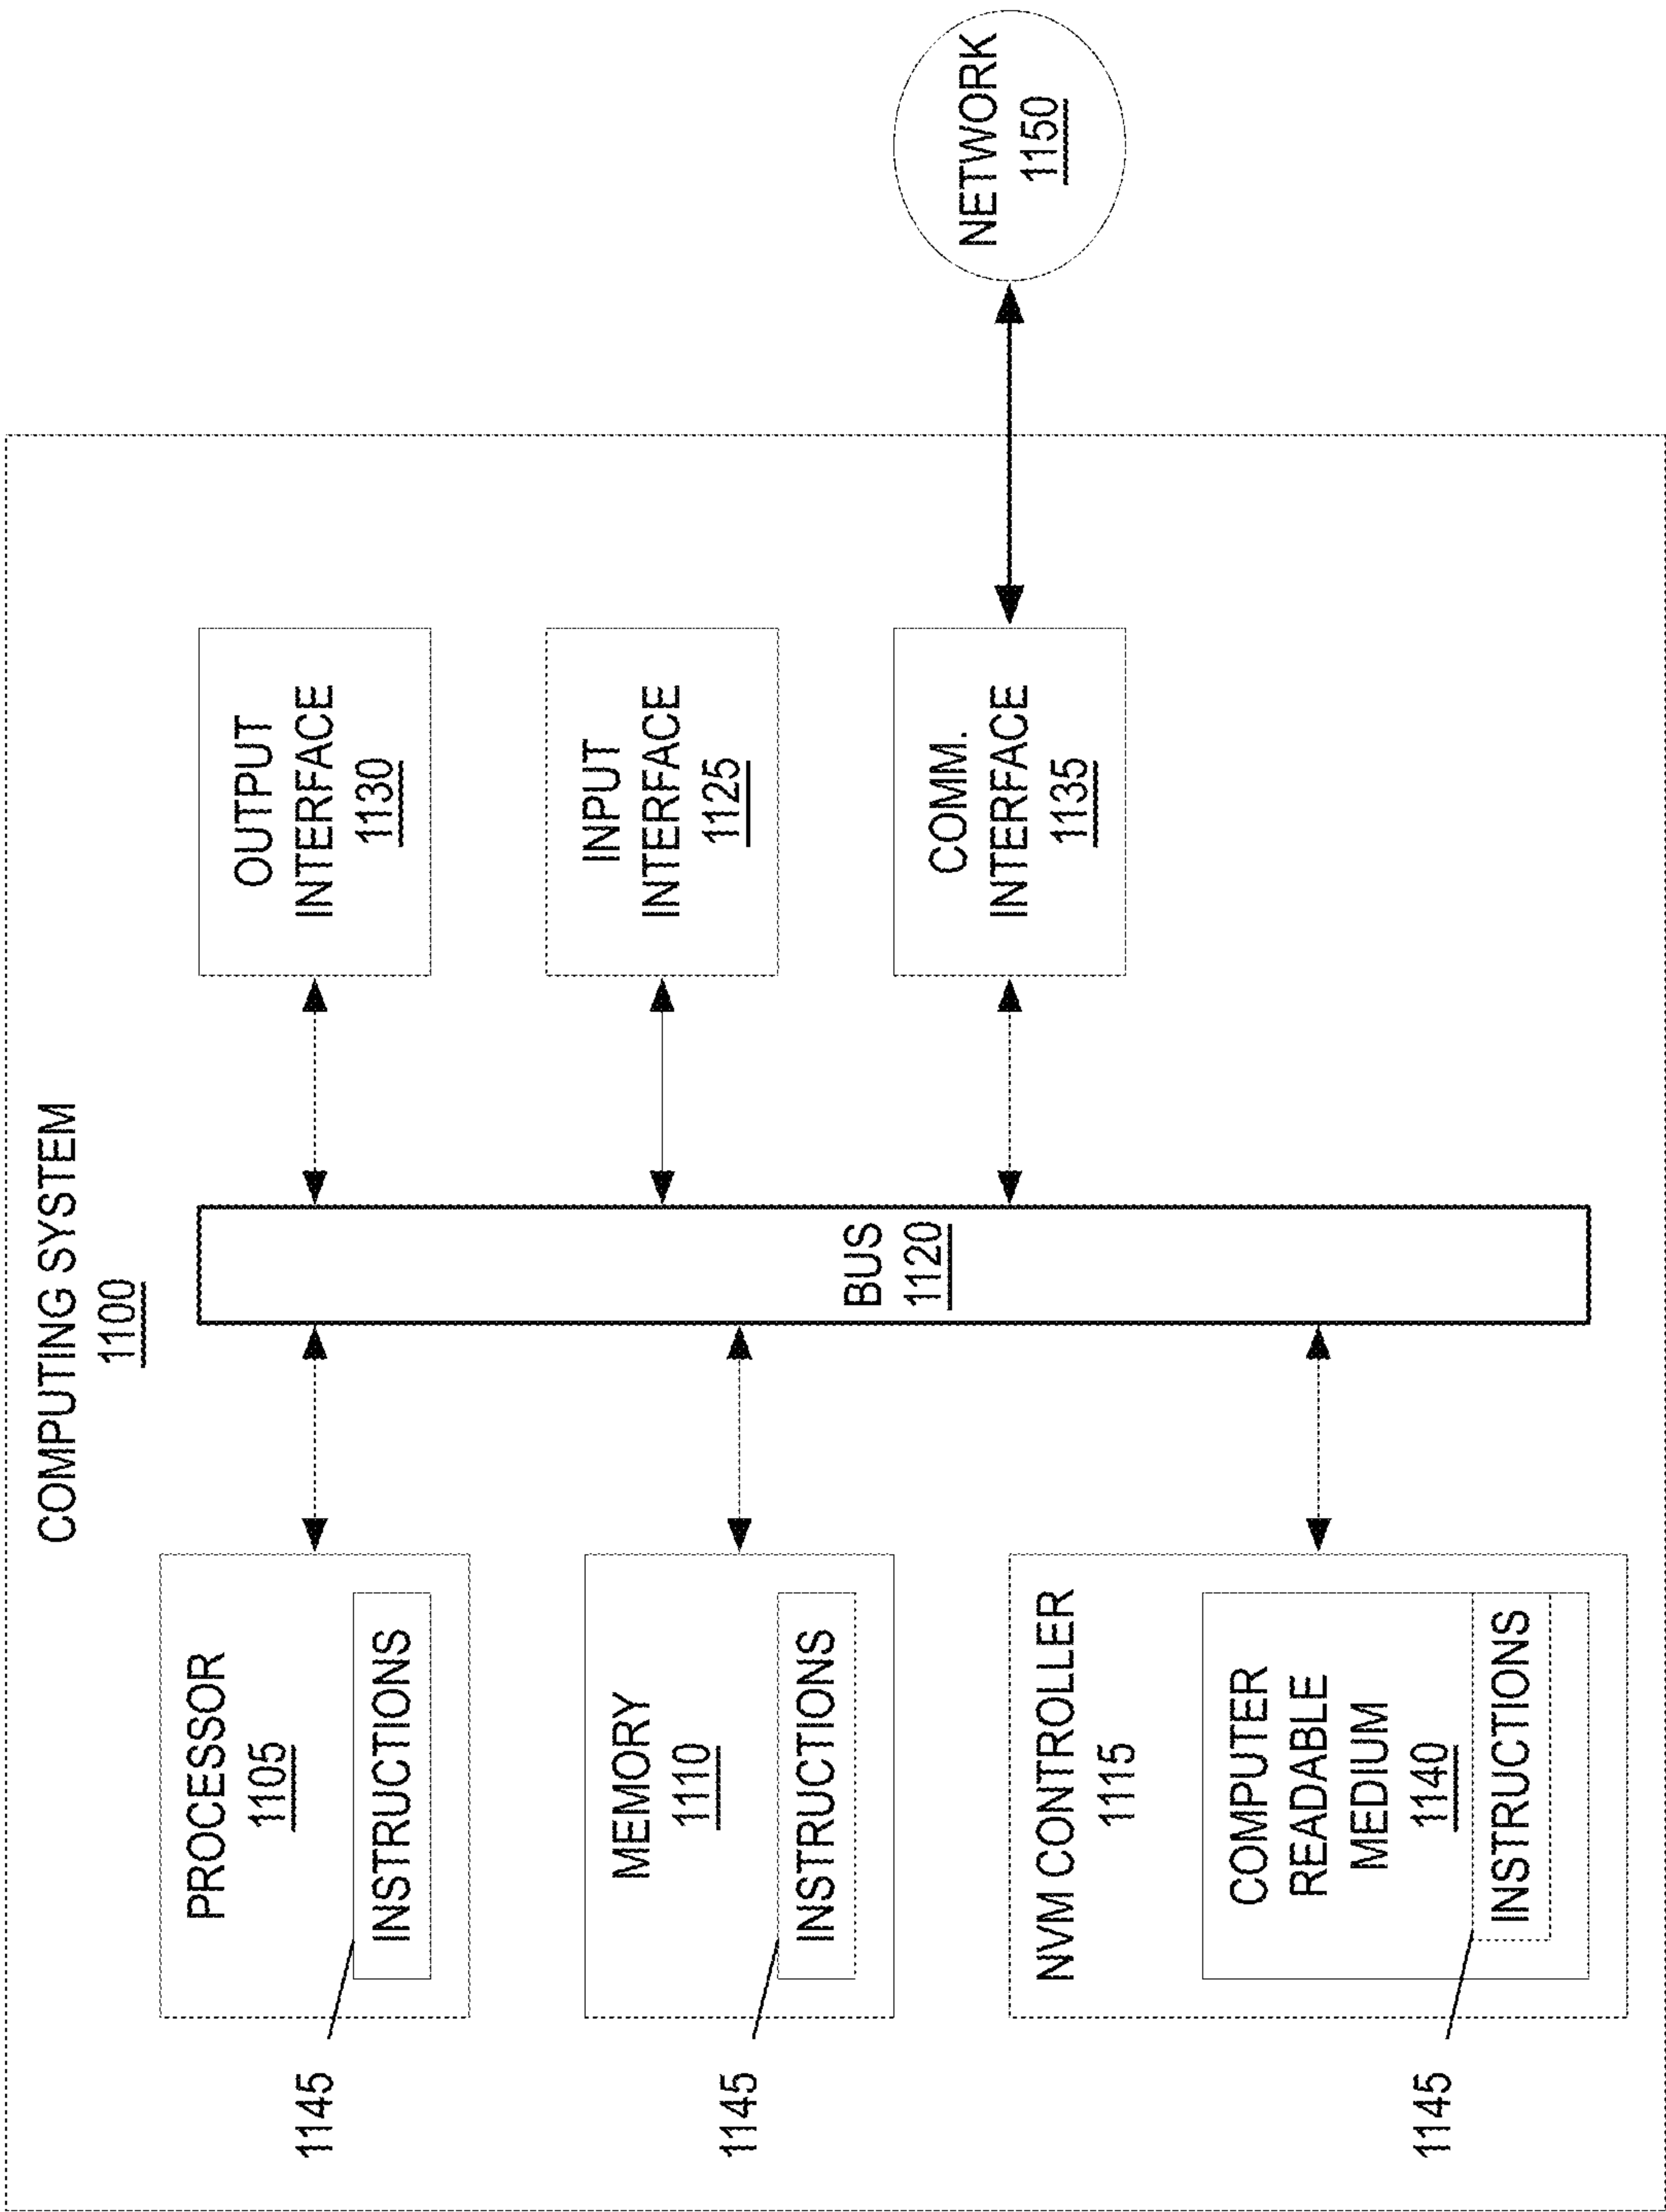 COMPUTING SYSTEM
1100
PROCESSOR
1105
INSTRUCTIONS
1145
MEMORY
1110
INSTRUCTIONS
1145
NVM CONTROLLER
1115
COMPUTER
READABLE
MEDIUM
1140
INSTRUCTIONS
1145
BUS
1120
OUTPUT
INTERFACE
1130
INPUT
INTERFACE
1125
COMM.
INTERFACE
1135
NETWORK
1150